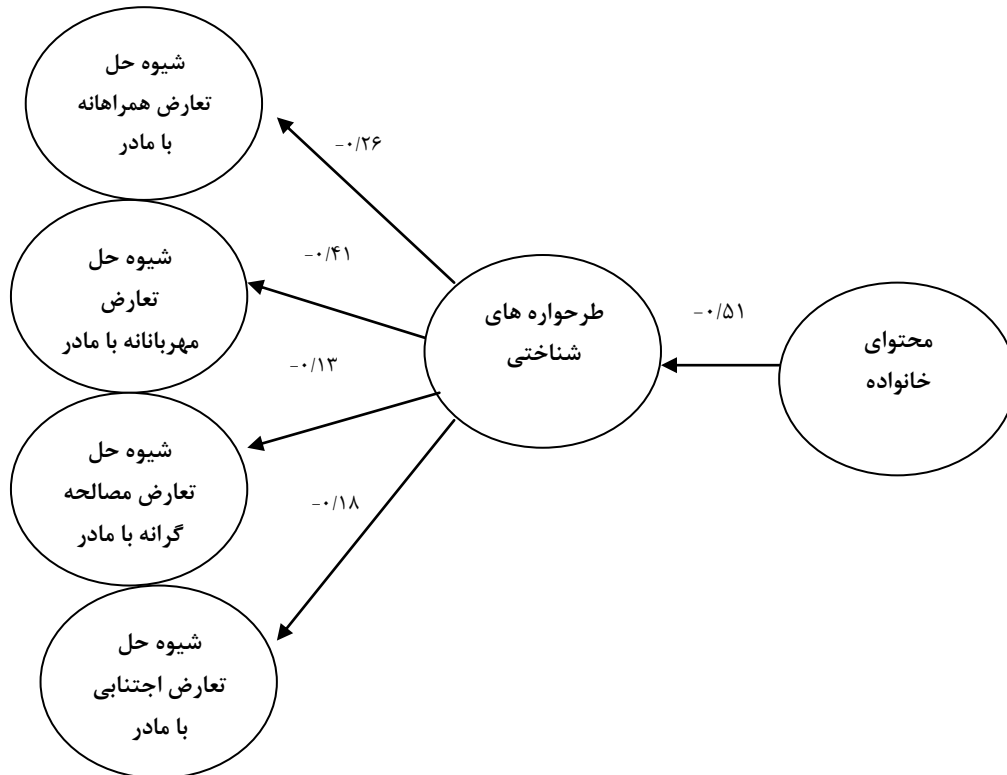 محتوای
خانواده
-۰/۵۱
طرحواره های
شناختی
-۰/۲۶
شیوه حل
تعارض همراهانه
با مادر
-۰/۴۱
شیوه حل
تعارض
مهربانانه با مادر
-۰/۱۳
شیوه حل
تعارض مصالحه
گرانه با مادر
-۰/۱۸
شیوه حل
تعارض اجتنابی
با مادر